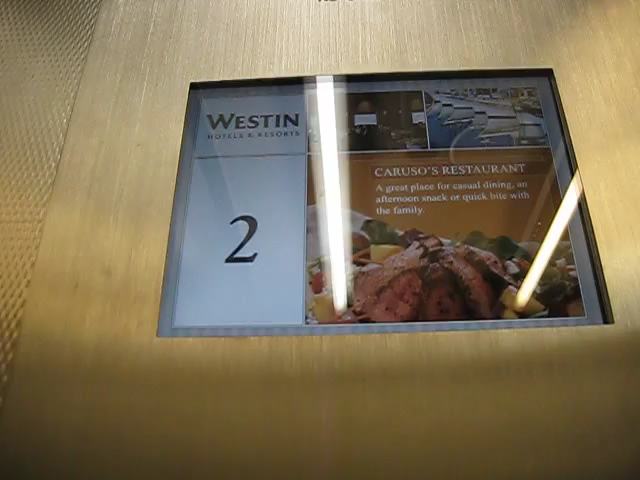 WESTIN
HOTELS & RESORTS
2
CARUSO'S RESTAURANT
A great place for casual dining, an
afternoon snack or quick bite with
the family.